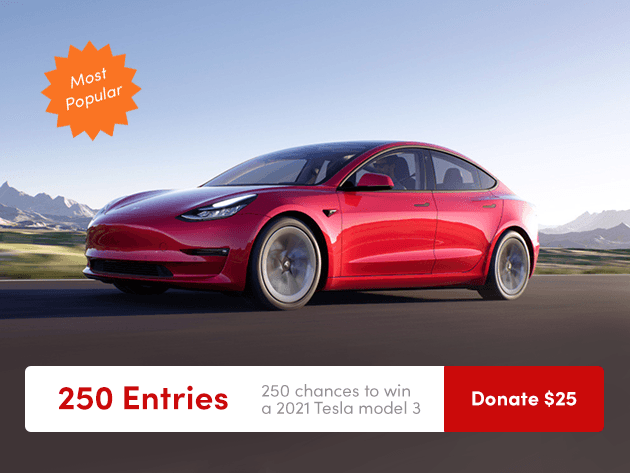 Most
Popular
250 Entries
250 chances to win
a 2021 Tesla model 3
Donate $25